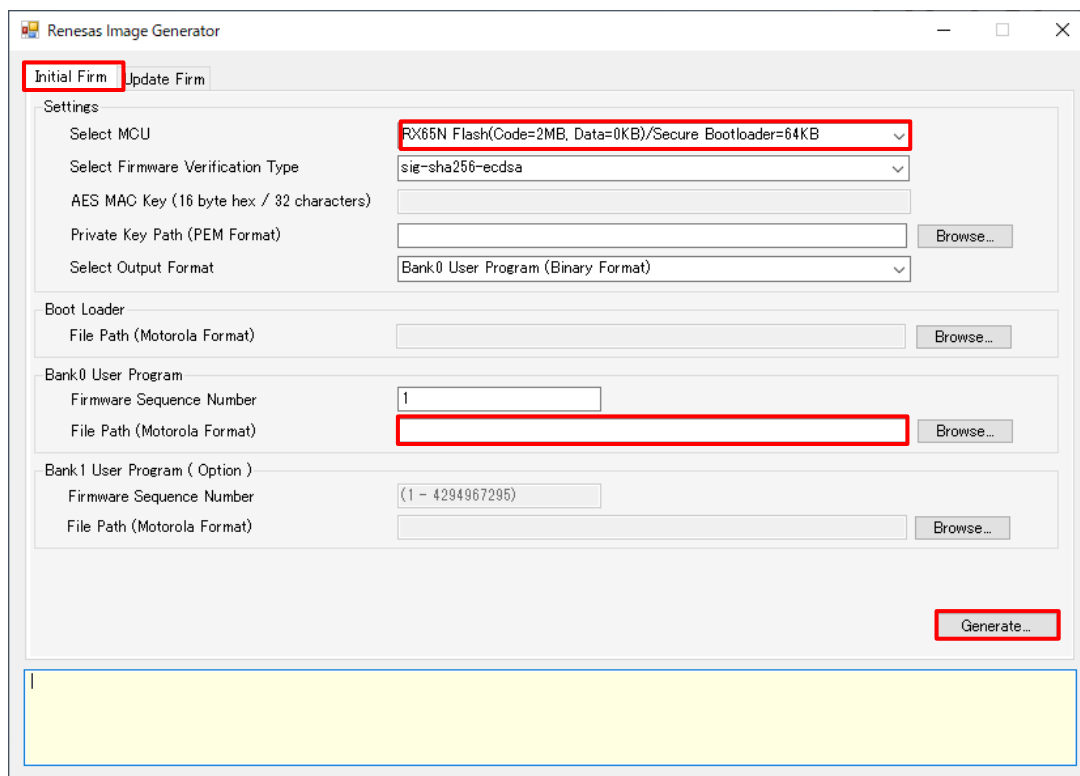 Renesas Image Generator
Initial Firm Update Firm
Settings
Select MCU RX65N Flash(Code=2MB, Data=0KB)/Secure Bootloader=64KB
Select Firmware Verification Type sig-sha256-ecdsa
AES MAC Key (16 byte hex / 32 characters)
Private Key Path (PEM Format) Browse...
Select Output Format Bank0 User Program (Binary Format)
Boot Loader
File Path (Motorola Format) Browse...
Bank0 User Program
Firmware Sequence Number 1
File Path (Motorola Format) Browse...
Bank1 User Program ( Option )
Firmware Sequence Number (1 - 4294967295)
File Path (Motorola Format) Browse...
Generate...